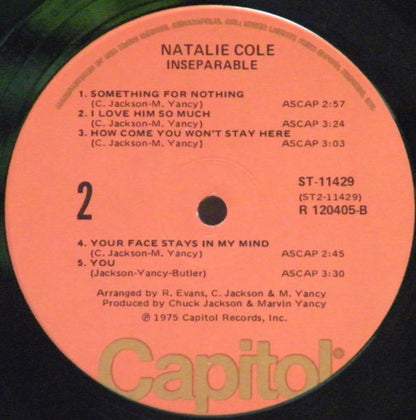 NATALIE COLE
INSEPARABLE
1. SOMETHING FOR NOTHING
(C. Jackson-M. Yancy) ASCAP 2:57
2. I LOVE HIM SO MUCH
(C. Jackson-M. Yancy) ASCAP 3:24
3. HOW COME YOU WON'T STAY HERE
(C. Jackson-M. Yancy) ASCAP 3:03
2
ST-11429
(ST2-11429)
R 120405-B
4. YOUR FACE STAYS IN MY MIND
(C. Jackson-M. Yancy) ASCAP 2:45
5. YOU
(Jackson-Yancy-Butler) ASCAP 3:30
Arranged by R. Evans, C. Jackson & M. Yancy
Produced by Chuck Jackson & Marvin Yancy
℗ 1975 Capitol Records, Inc.
Capitol®